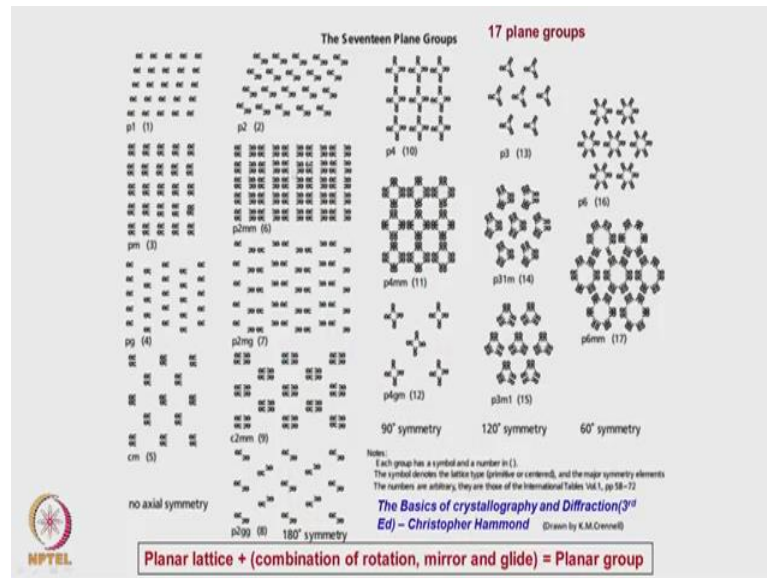 The Seventeen Plane Groups
17 plane groups
p1 (1)
p2 (2)
p4 (10)
p3 (13)
p6 (16)
pm (3)
p2mm (6)
p4mm (11)
p31m (14)
p6mm (17)
pg (4)
p2mg (7)
p4gm (12)
p3m1 (15)
cm (5)
c2mm (9)
90° symmetry
120° symmetry
60° symmetry
no axial symmetry
p2gg (8)
180° symmetry
Notes:
Each group has a symbol and a number in ().
The symbol denotes the lattice type (primitive or centered), and the major symmetry elements
The numbers are arbitrary, they are those of the International Tables Vol.1, pp 58-72
The Basics of crystallography and Diffraction(3rd
Ed) – Christopher Hammond (Drawn by K.M.Crennell)
NPTEL
Planar lattice + (combination of rotation, mirror and glide) = Planar group